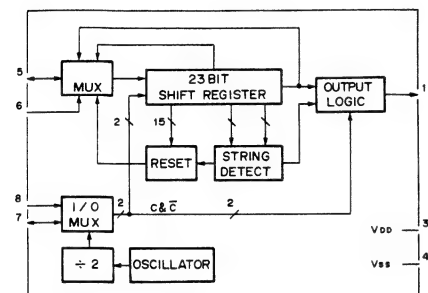 5
MUX
6
23 BIT
SHIFT REGISTER
OUTPUT
LOGIC
1
2
15
RESET
STRING
DETECT
8
7
I/O
MUX
2
C & C̅
2
VDD
3
VSS
4
÷ 2
OSCILLATOR